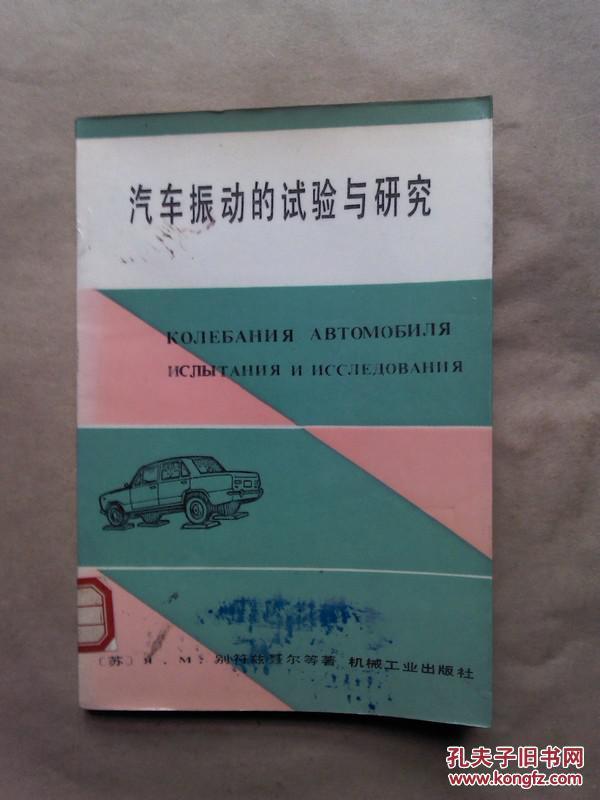 汽车振动的试验与研究
КОЛЕБАНИЯ АВТОМОБИЛЯ
ИСПЫТАНИЯ И ИССЛЕДОВАНИЯ
〔苏〕Я．М．别符兹聂尔等著 机械工业出版社
孔夫子旧书网
www.kongfz.com